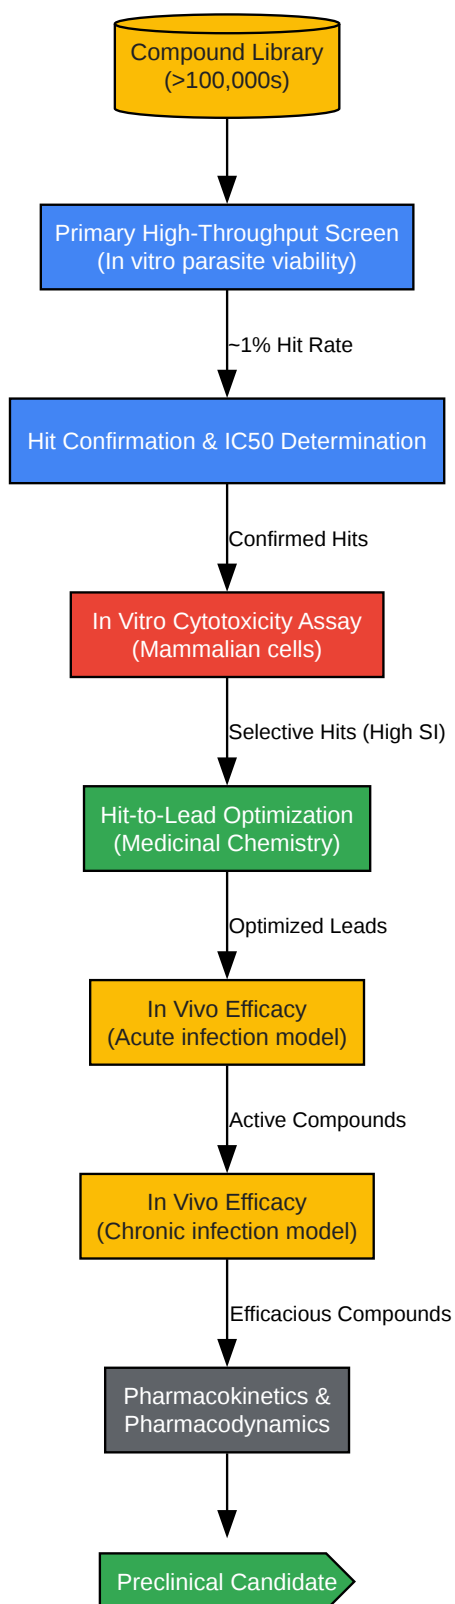 Compound Library
(>100,000s)
Primary High-Throughput Screen
(In vitro parasite viability)
~1% Hit Rate
Hit Confirmation & IC50 Determination
Confirmed Hits
In Vitro Cytotoxicity Assay
(Mammalian cells)
Selective Hits (High SI)
Hit-to-Lead Optimization
(Medicinal Chemistry)
Optimized Leads
In Vivo Efficacy
(Acute infection model)
Active Compounds
In Vivo Efficacy
(Chronic infection model)
Efficacious Compounds
Pharmacokinetics &
Pharmacodynamics
Preclinical Candidate